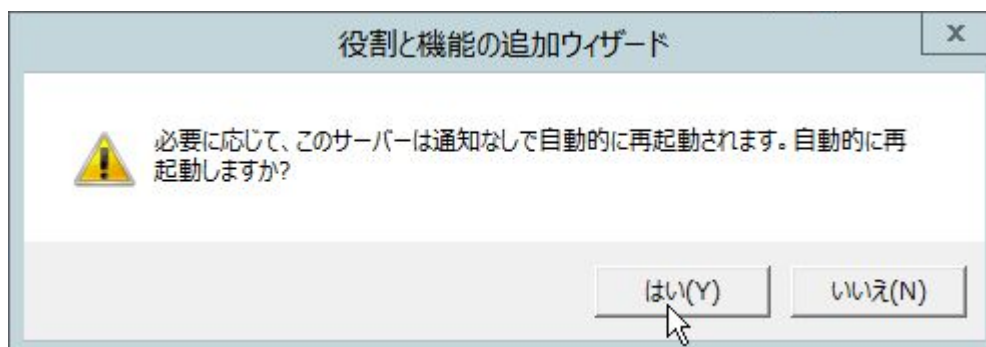 役割と機能の追加ウィザード
x
必要に応じて、このサーバーは通知なしで自動的に再起動されます。自動的に再
起動しますか?
はい(Y)
いいえ(N)